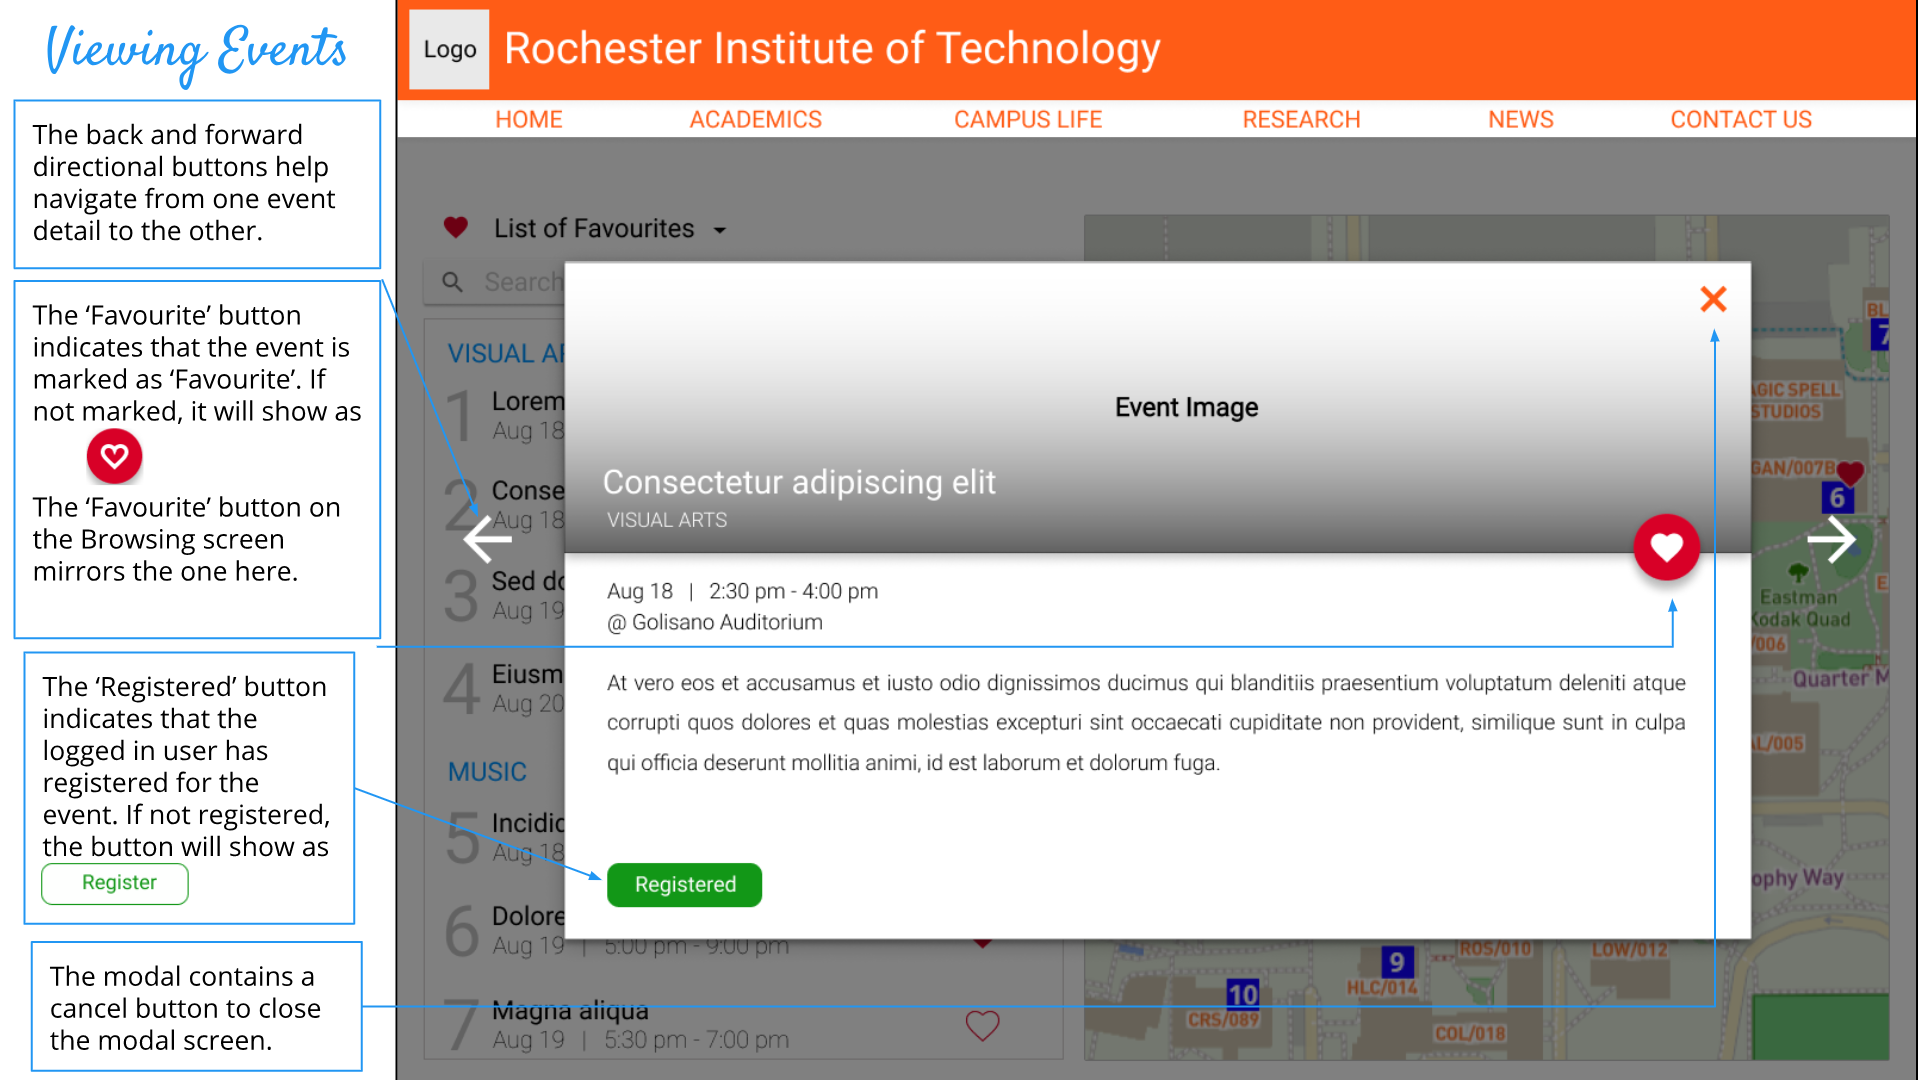 Viewing Events
The back and forward
directional buttons help
navigate from one event
detail to the other.
The ‘Favourite’ button
indicates that the event is
marked as ‘Favourite’. If
not marked, it will show as
The ‘Favourite’ button on
the Browsing screen
mirrors the one here.
The ‘Registered’ button
indicates that the
logged in user has
registered for the
event. If not registered,
the button will show as
Register
The modal contains a
cancel button to close
the modal screen.
Logo
Rochester Institute of Technology
HOME ACADEMICS CAMPUS LIFE RESEARCH NEWS CONTACT US
List of Favourites
Search
VISUAL
1 Lorem
Aug 18
2
Aug 18
3 Sed
Aug 19
4
Aug 20
MUSIC
5
Aug 18
6
Aug 19 | 5:00 pm - 9:00 pm
7 Magna aliqua
Aug 19 | 5:30 pm - 7:00 pm
Event Image
Consectetur adipiscing elit
VISUAL ARTS
Aug 18 | 2:30 pm - 4:00 pm
@ Golisano Auditorium
At vero eos et accusamus et iusto odio dignissimos ducimus qui blanditiis praesentium voluptatum deleniti atque
corrupti quos dolores et quas molestias excepturi sint occaecati cupiditate non provident, similique sunt in culpa
qui officia deserunt mollitia animi, id est laborum et dolorum fuga.
Registered
7
SPELL
STUDIOS
GAN/007B
6
Eastman
Kodak Quad
/006
Quarter
/005
Way
9
HLC/014
ROS/010
LOW/012
10
CRS/089
COL/018